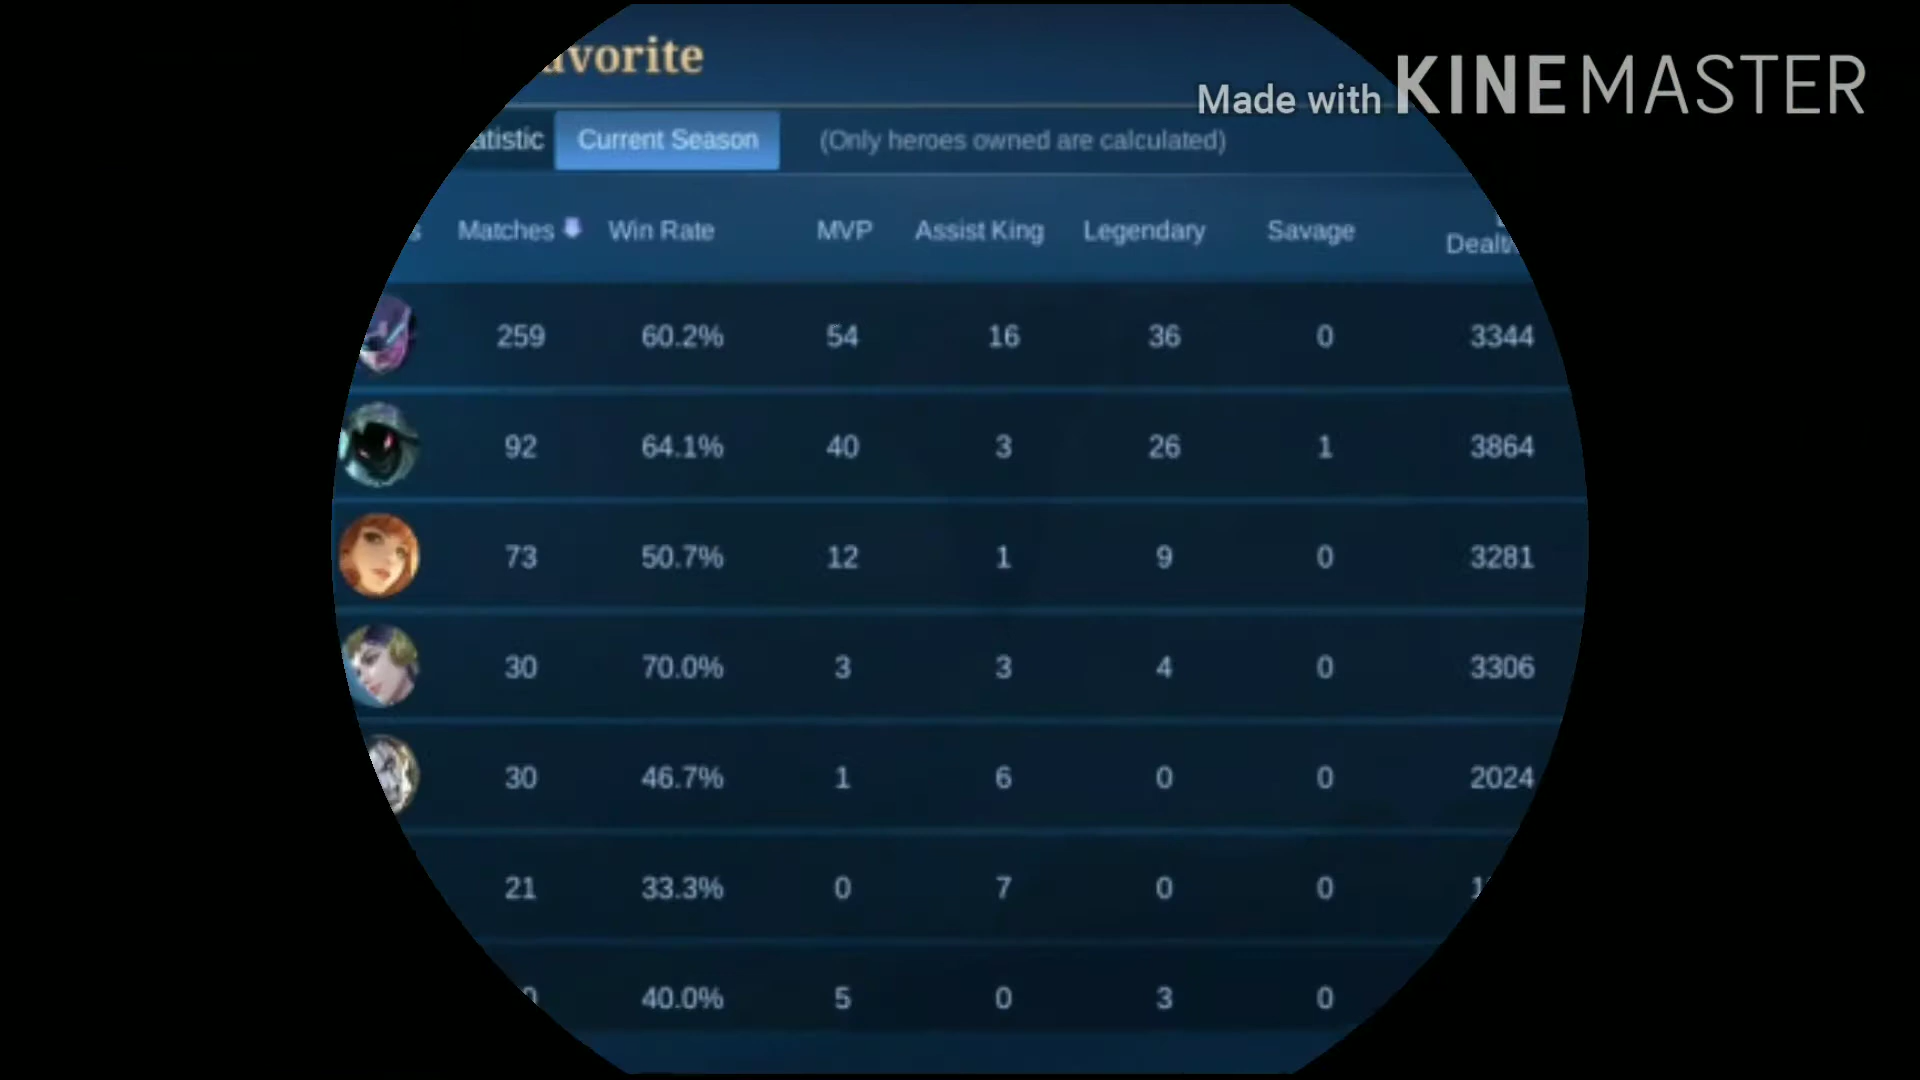 avorite
Made with KINEMASTER
atistic Current Season (Only heroes owned are calculated)
s Matches Win Rate MVP Assist King Legendary Savage Dealt
259 60.2% 54 16 36 0 3344
92 64.1% 40 3 26 1 3864
73 50.7% 12 1 9 0 3281
30 70.0% 3 3 4 0 3306
30 46.7% 1 6 0 0 2024
21 33.3% 0 7 0 0
40.0% 5 0 3 0